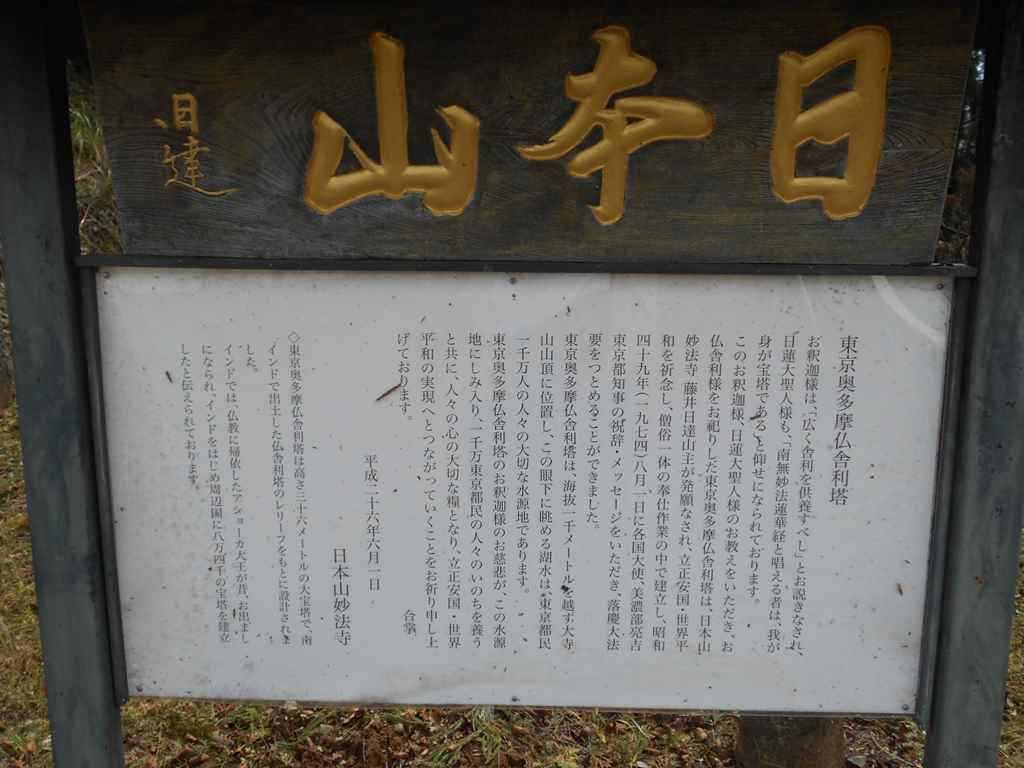 日本山
日達
東京奥多摩仏舎利塔
お釈迦様は、「広く舎利を供養すべし」とお説きなされ、
日蓮大聖人様も、「南無妙法蓮華経と唱える者は、我が
身が宝塔である」と仰せになられております。
このお釈迦様、日蓮大聖人様のお教えをいただき、お
仏舎利様をお祀りした東京奥多摩仏舎利塔は、日本山
妙法寺 藤井日達山主が発願なされ、立正安国・世界平
和を祈念し、僧俗一体の奉仕作業の中で建立し、昭和
四十九年(一九七四)八月一日に各国大使、美濃部亮吉
東京都知事の祝辞・メッセージをいただき、落慶大法
要をつとめることができました。
東京奥多摩仏舎利塔は、海抜一千メートルを越す大寺
山山頂に位置し、この眼下に眺める湖水は、東京都民
一千万人の人々の大切な水源地であります。
東京奥多摩仏舎利塔のお釈迦様のお慈悲が、この水源
地にしみ入り、一千万東京都民の人々のいのちを養う
と共に、人々の心の大切な糧となり、立正安国・世界
平和の実現へとつながっていくことをお祈り申し上
げております。
合掌
平成二十六年六月一日
日本山妙法寺
◇東京奥多摩仏舎利塔は高さ三十六メートルの大宝塔で、南
インドで出土した仏舎利塔のレリーフをもとに設計されま
した。
インドでは、仏教に帰依したアショーカ大王が昔、お出まし
になられ、インドをはじめ周辺国に八万四千の宝塔を建立
したと伝えられております。